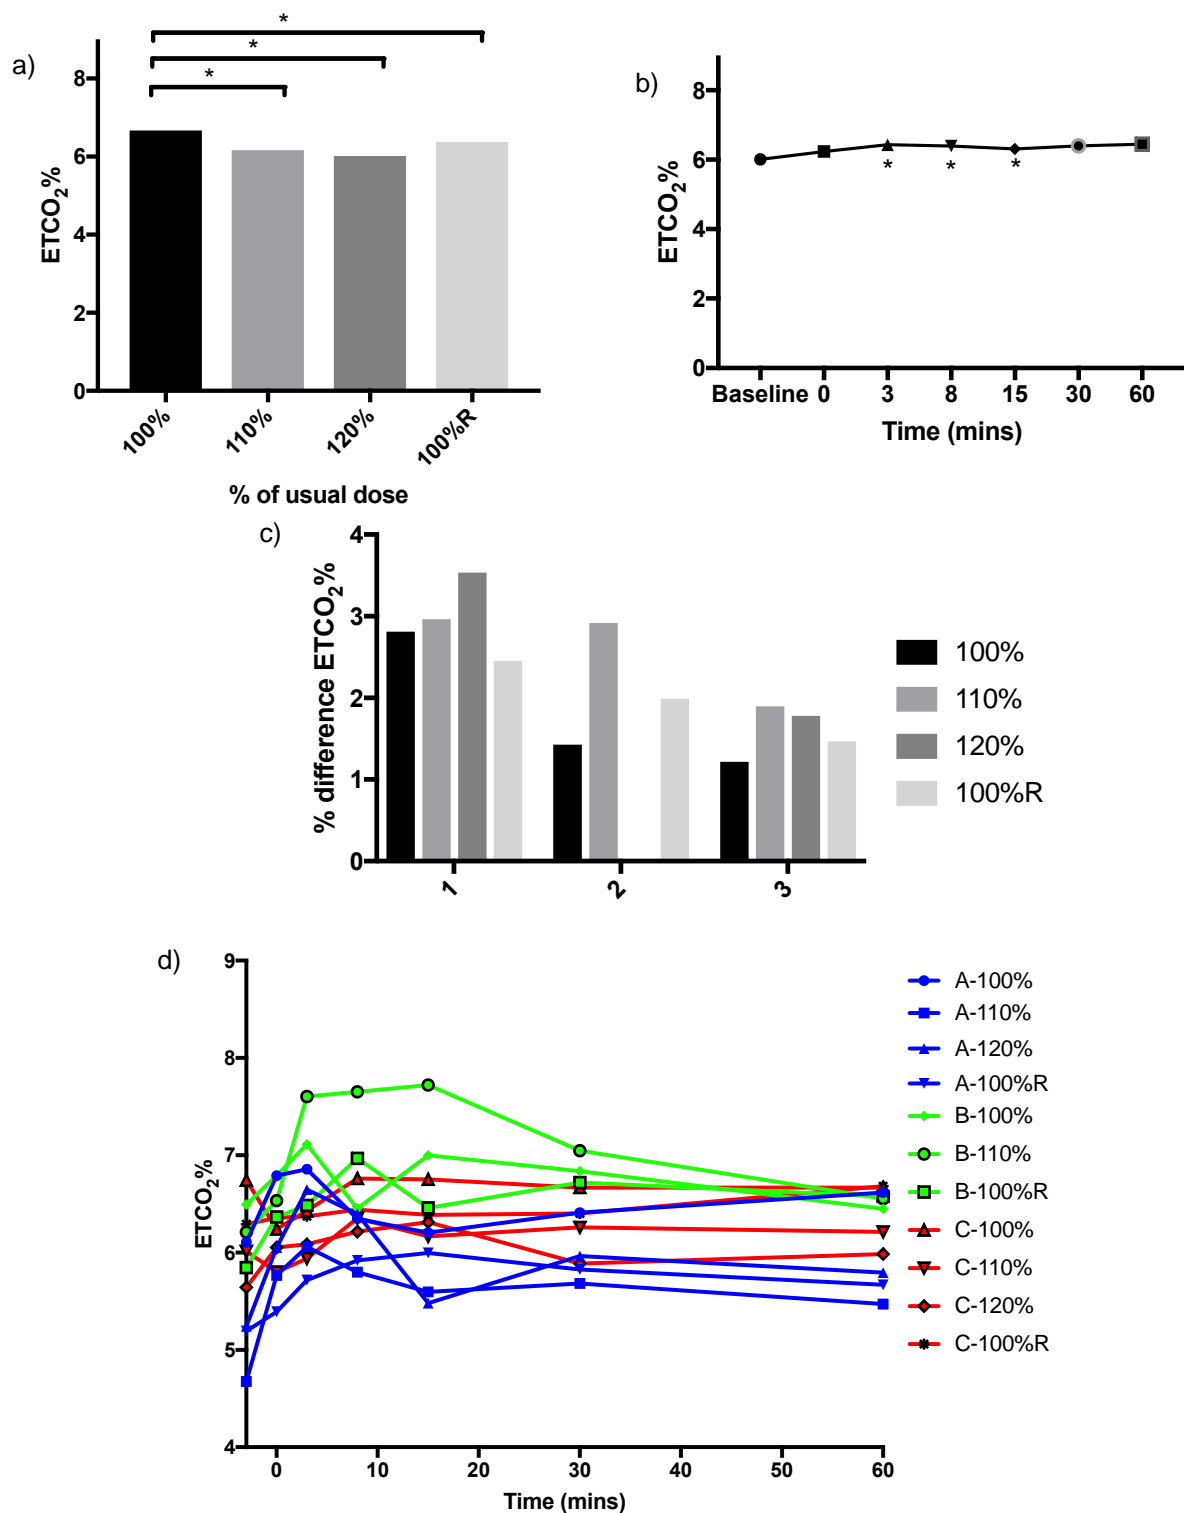 a)
*
*
*
ETCO2%
8
6
4
2
0
100%
110%
120%
100%R
% of usual dose
b)
ETCO2%
8
6
4
2
0
* * *
Baseline 0 3 8 15 30 60
Time (mins)
c)
% difference ETCO2%
4
3
2
1
0
1 2 3
100%
110%
120%
100%R
d)
ETCO2%
9
8
7
6
5
4
0 10 20 30 40 50 60
Time (mins)
A-100%
A-110%
A-120%
A-100%R
B-100%
B-110%
B-100%R
C-100%
C-110%
C-120%
C-100%R